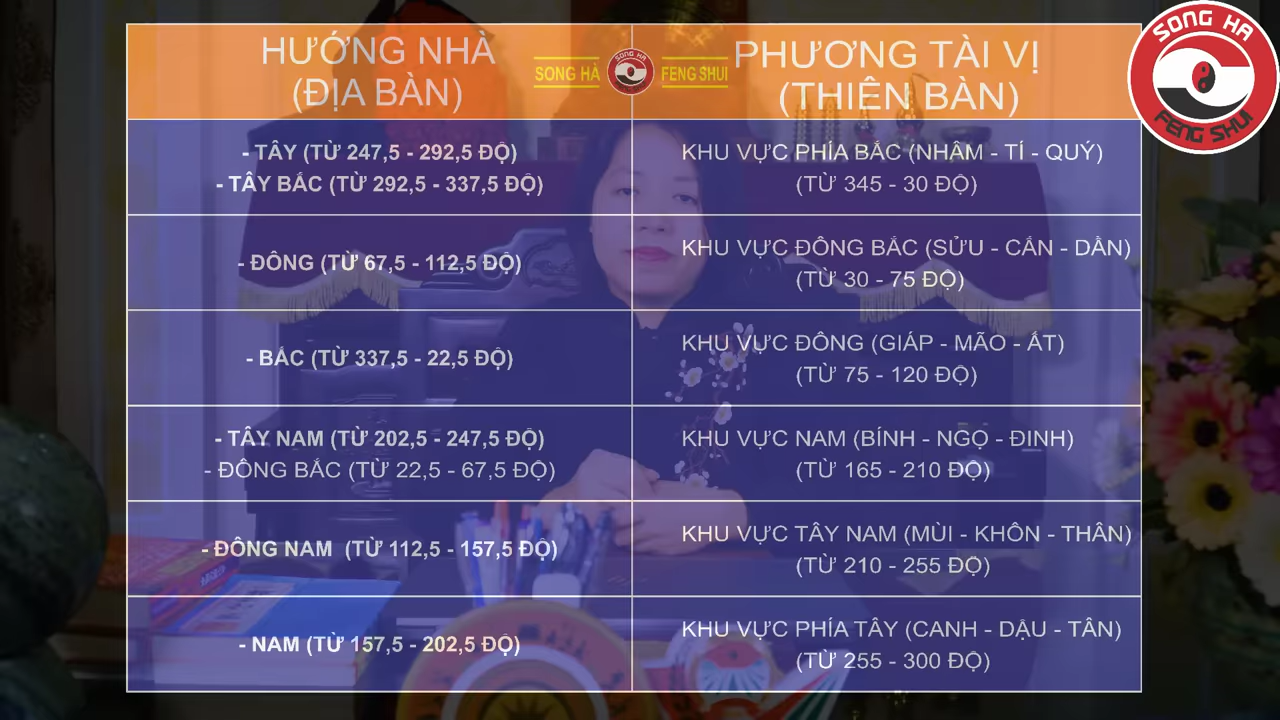 HƯỚNG NHÀ
(ĐỊA BÀN)
SONG HÀ
SONG HÀ
FENG SHUI
PHƯƠNG TÀI VỊ
(THIÊN BÀN)
SONG HA
FENG SHUI
- TÂY (TỪ 247,5 - 292,5 ĐỘ)
- TÂY BẮC (TỪ 292,5 - 337,5 ĐỘ)
KHU VỰC PHÍA BẮC (NHÂM - TÍ - QUÝ)
(TỪ 345 - 30 ĐỘ)
- ĐÔNG (TỪ 67,5 - 112,5 ĐỘ)
KHU VỰC ĐÔNG BẮC (SỬU - CẤN - DẦN)
(TỪ 30 - 75 ĐỘ)
- BẮC (TỪ 337,5 - 22,5 ĐỘ)
KHU VỰC ĐÔNG (GIÁP - MÃO - ẤT)
(TỪ 75 - 120 ĐỘ)
- TÂY NAM (TỪ 202,5 - 247,5 ĐỘ)
- ĐÔNG BẮC (TỪ 22,5 - 67,5 ĐỘ)
KHU VỰC NAM (BÍNH - NGỌ - ĐINH)
(TỪ 165 - 210 ĐỘ)
- ĐÔNG NAM (TỪ 112,5 - 157,5 ĐỘ)
KHU VỰC TÂY NAM (MÙI - KHÔN - THÂN)
(TỪ 210 - 255 ĐỘ)
- NAM (TỪ 157,5 - 202,5 ĐỘ)
KHU VỰC PHÍA TÂY (CANH - DẬU - TÂN)
(TỪ 255 - 300 ĐỘ)